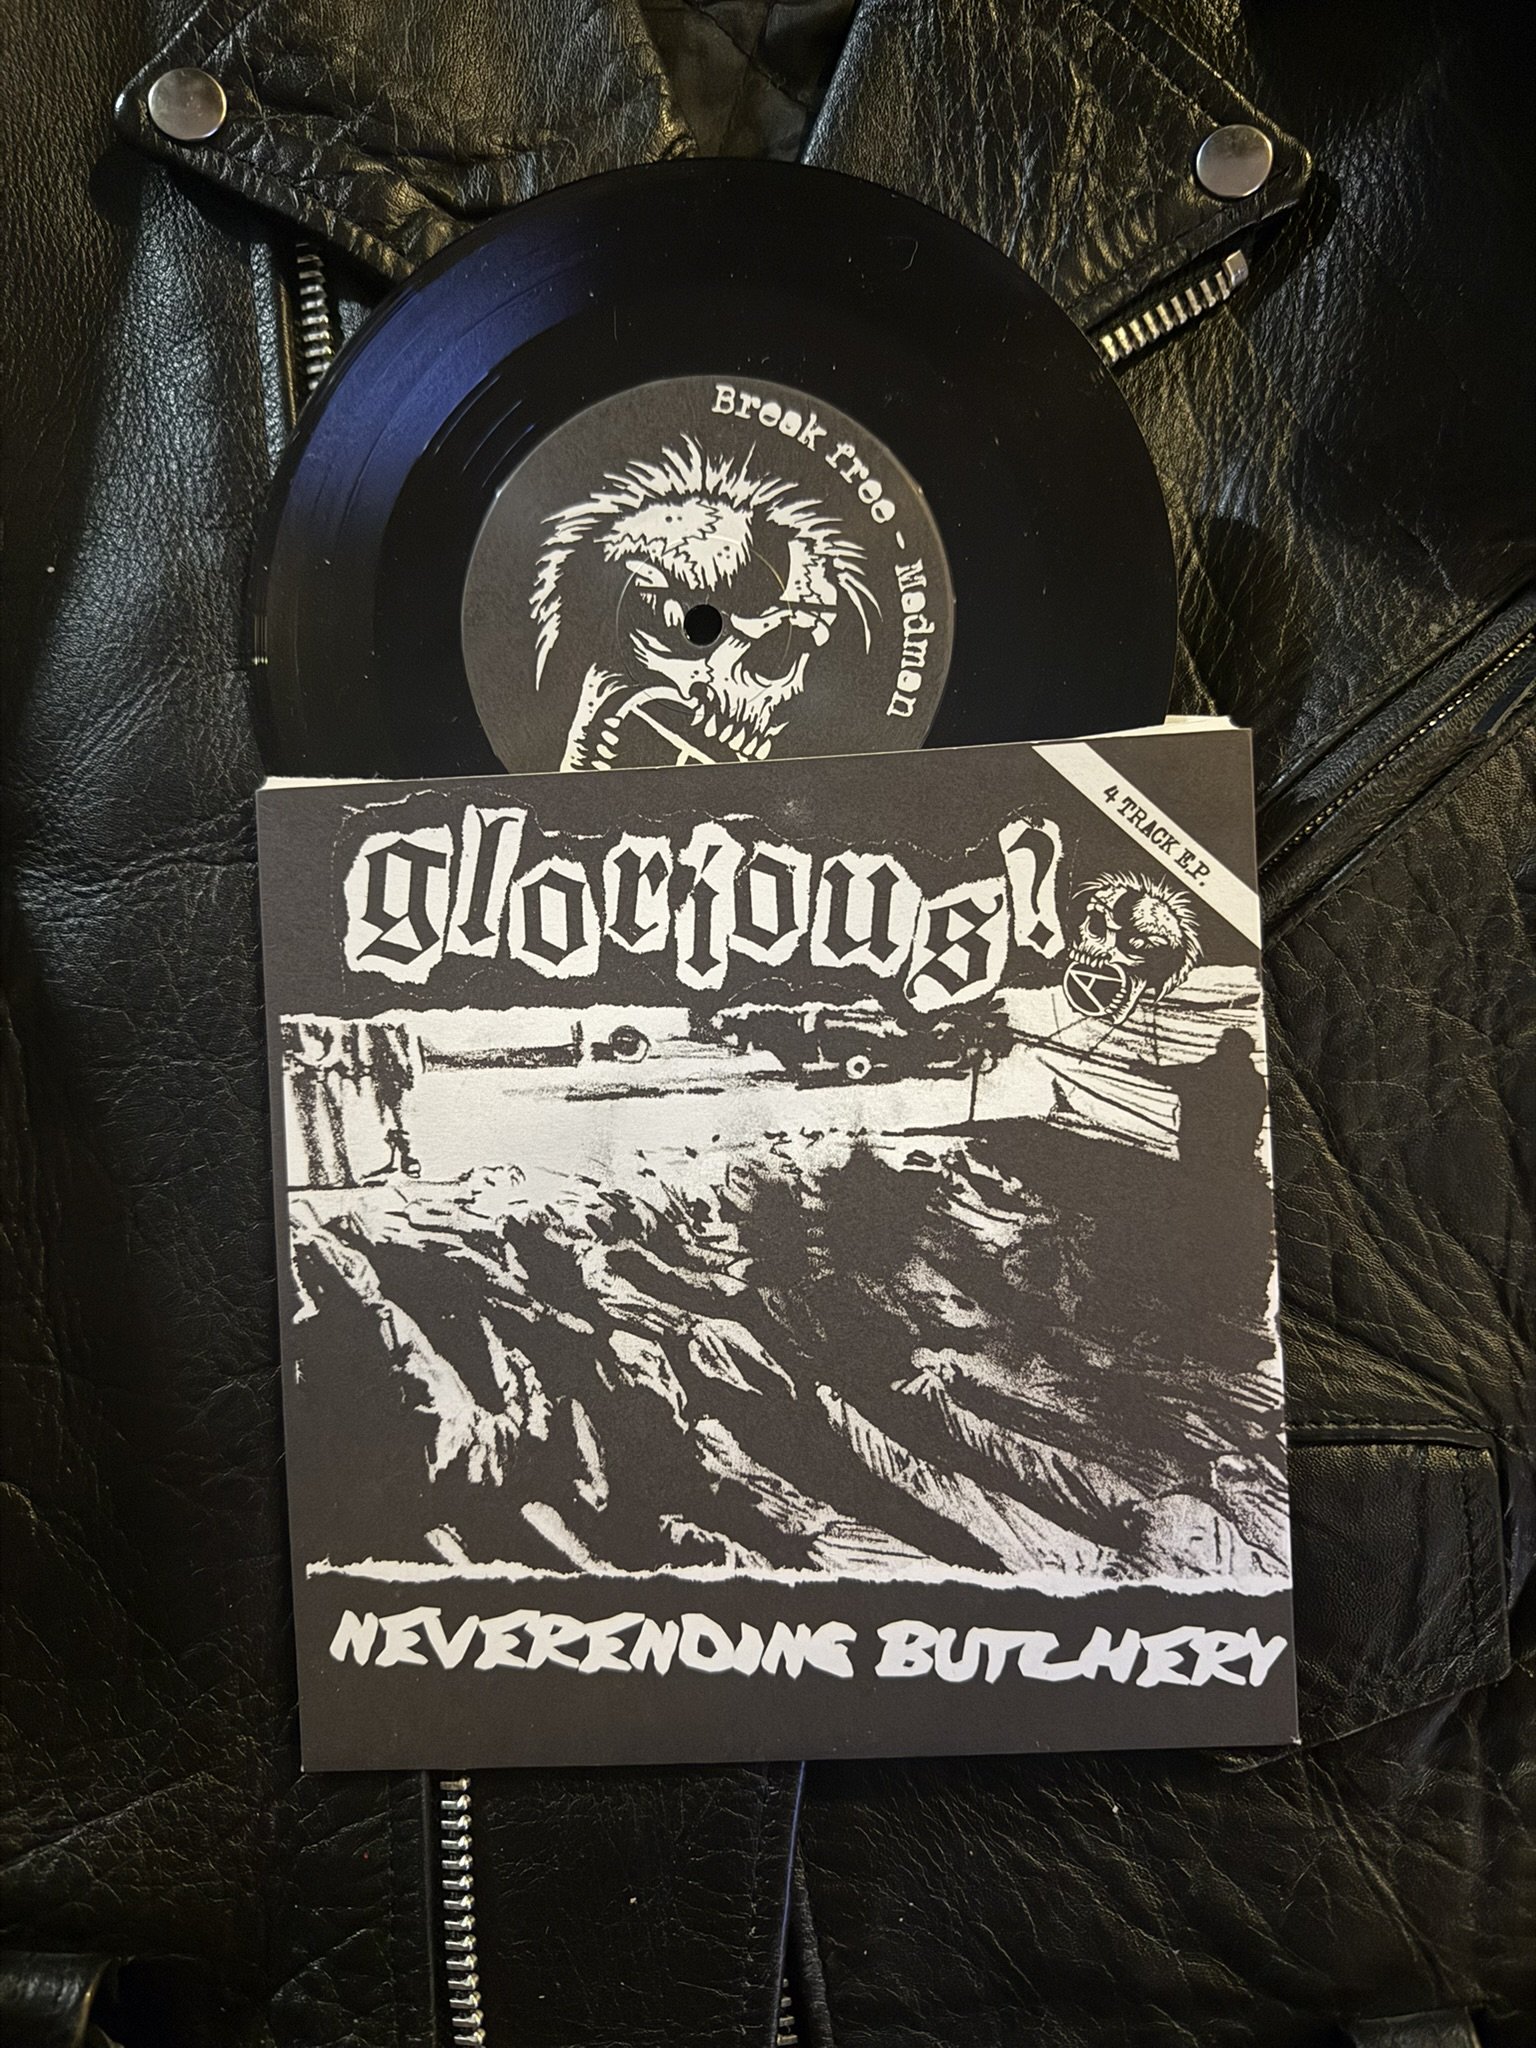 Break free - Madman
4 TRACK E.P.
glorious?
A
NEVERENDING BUTCHERY